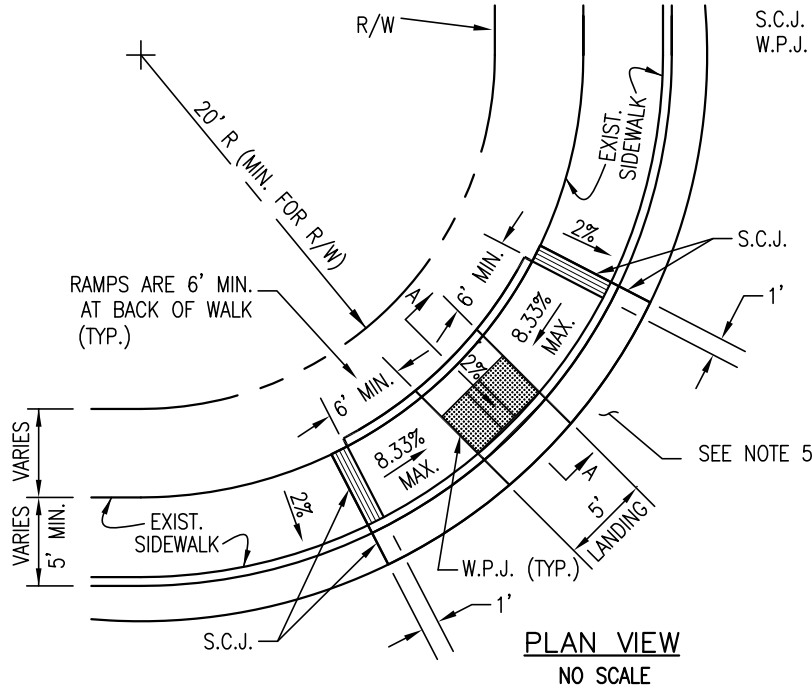 R/W
S.C.J.
W.P.J.
20' R (MIN. FOR R/W)
EXIST.
SIDEWALK
2%
S.C.J.
1'
RAMPS ARE 6' MIN.
AT BACK OF WALK
(TYP.)
A
6' MIN.
8.33%
MAX.
6' MIN.
2%
8.33%
MAX.
VARIES
VARIES
5' MIN.
EXIST.
SIDEWALK
2%
SEE NOTE 5
A
5'
LANDING
W.P.J. (TYP.)
1'
S.C.J.
PLAN VIEW
NO SCALE